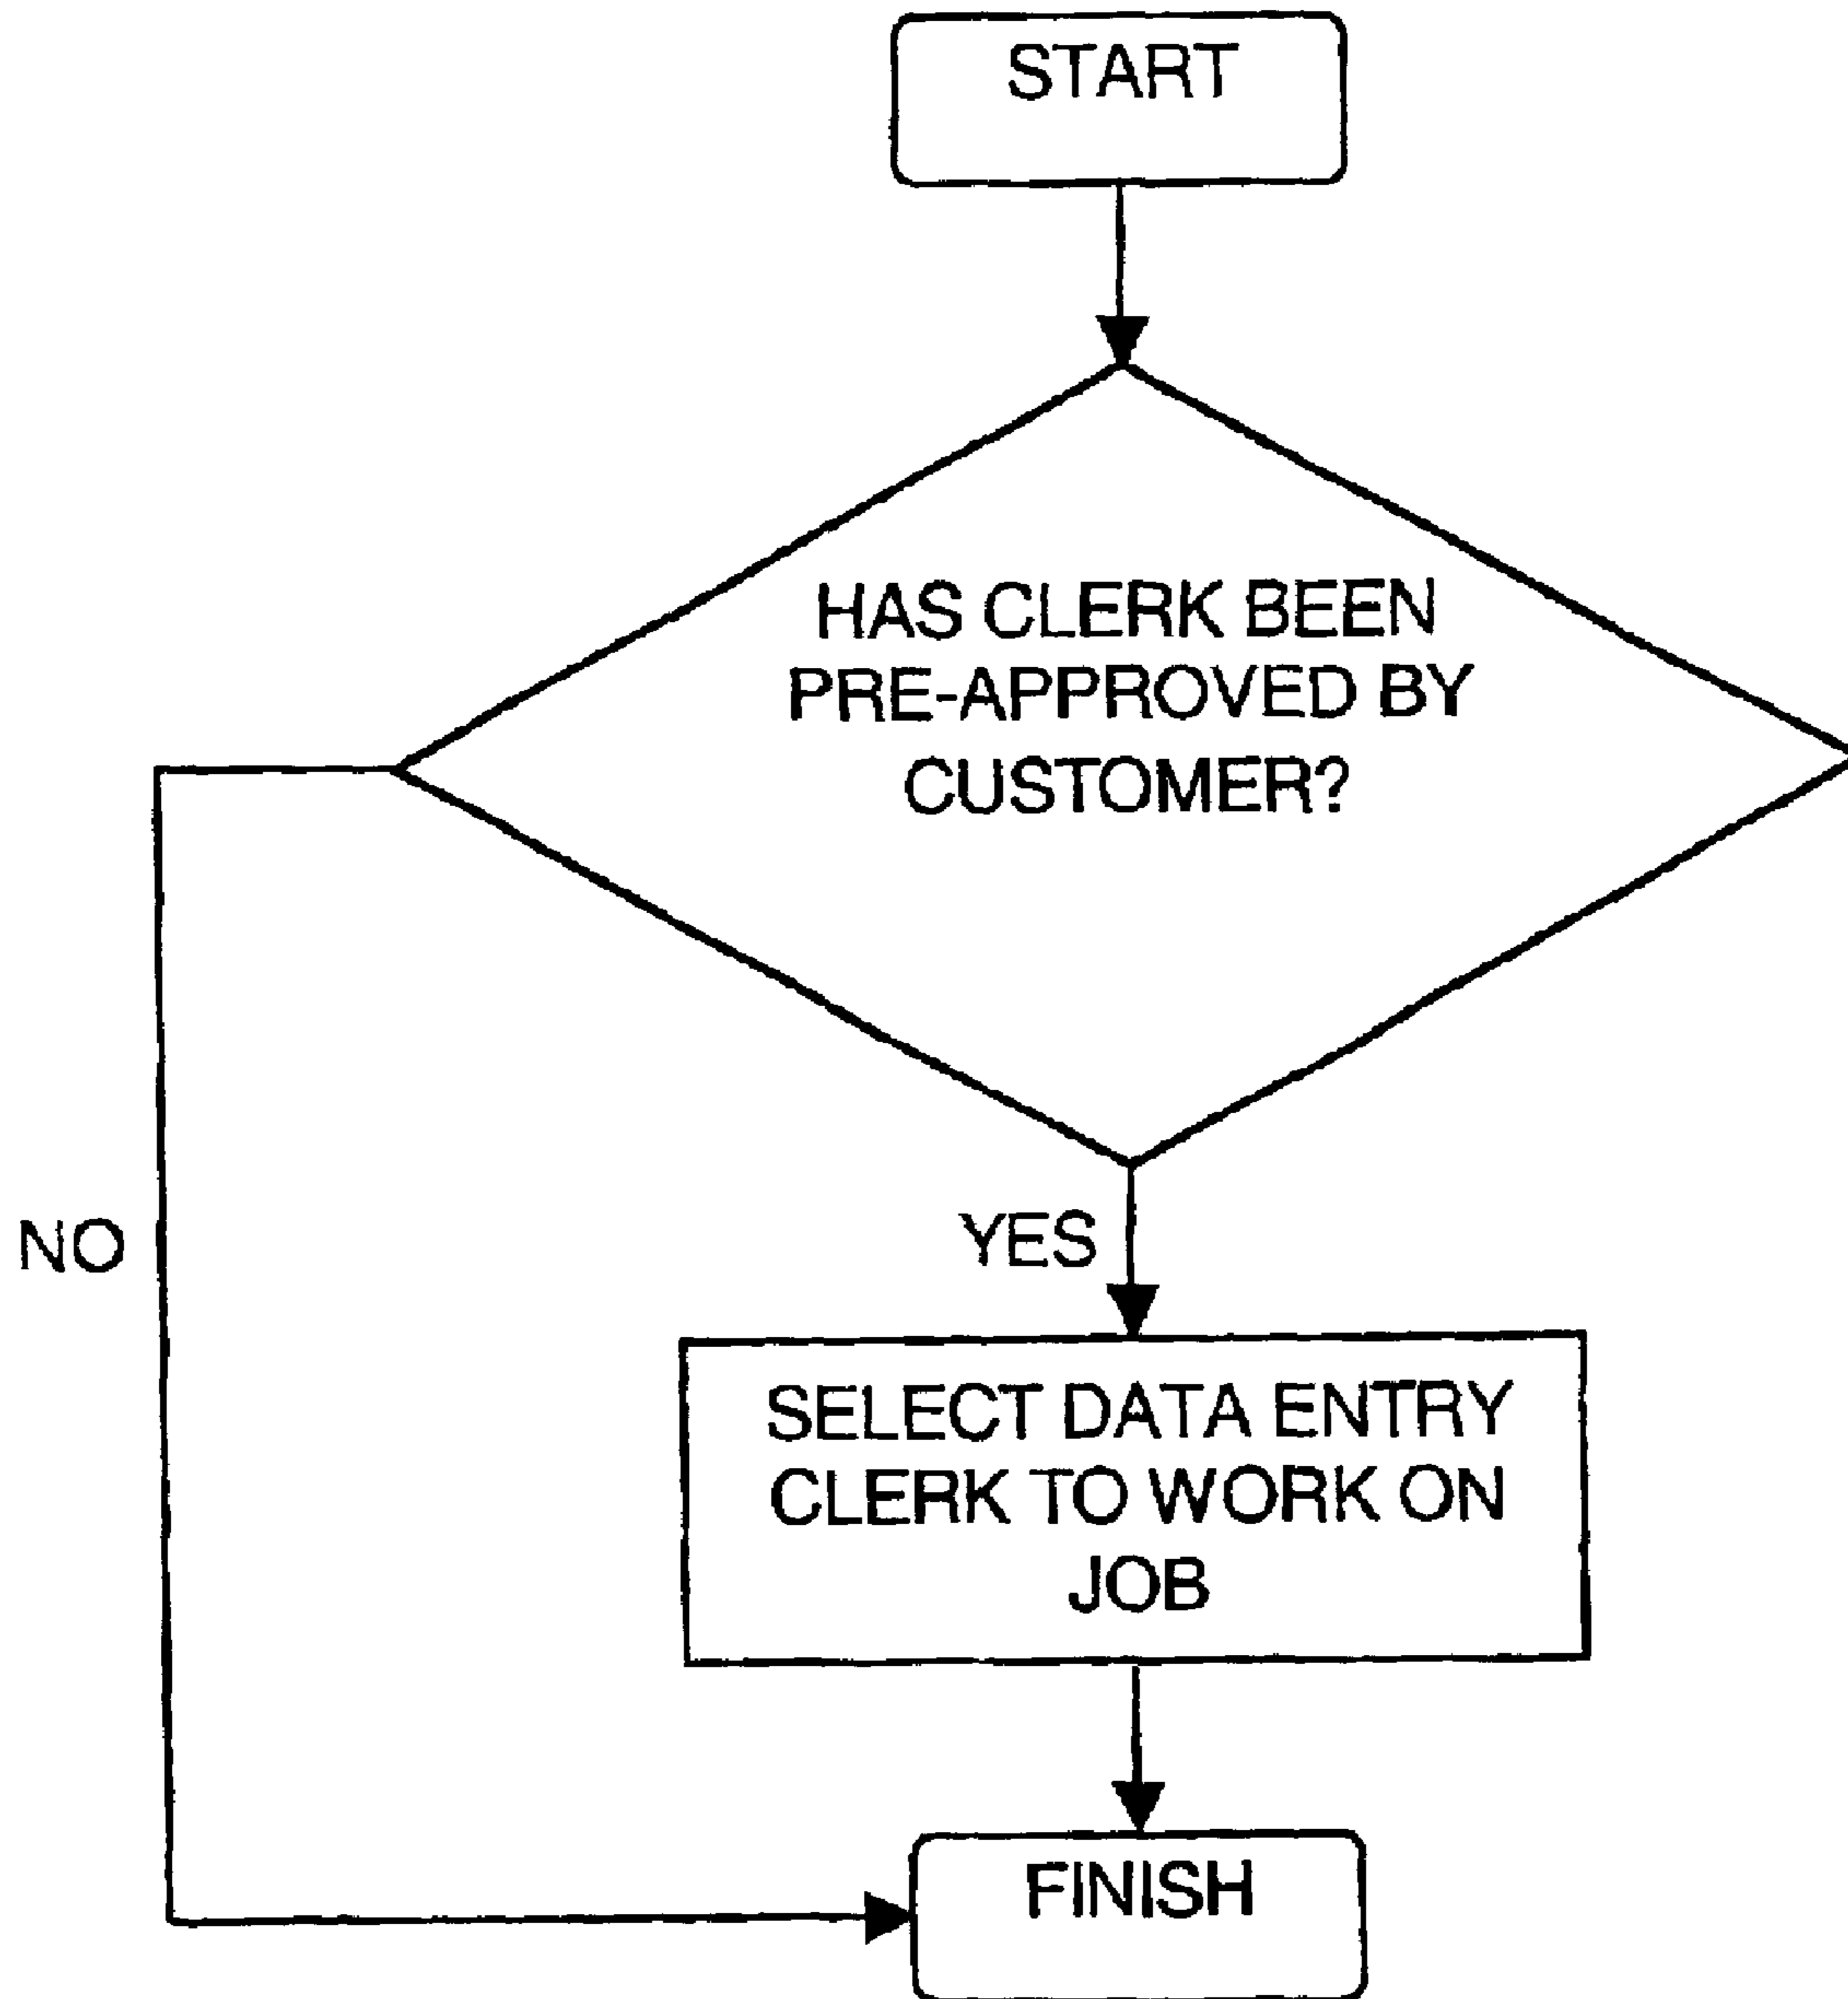 START
HAS CLERK BEEN
PRE-APPROVED BY
CUSTOMER?
NO
YES
SELECT DATA ENTRY
CLERK TO WORK ON
JOB
FINISH